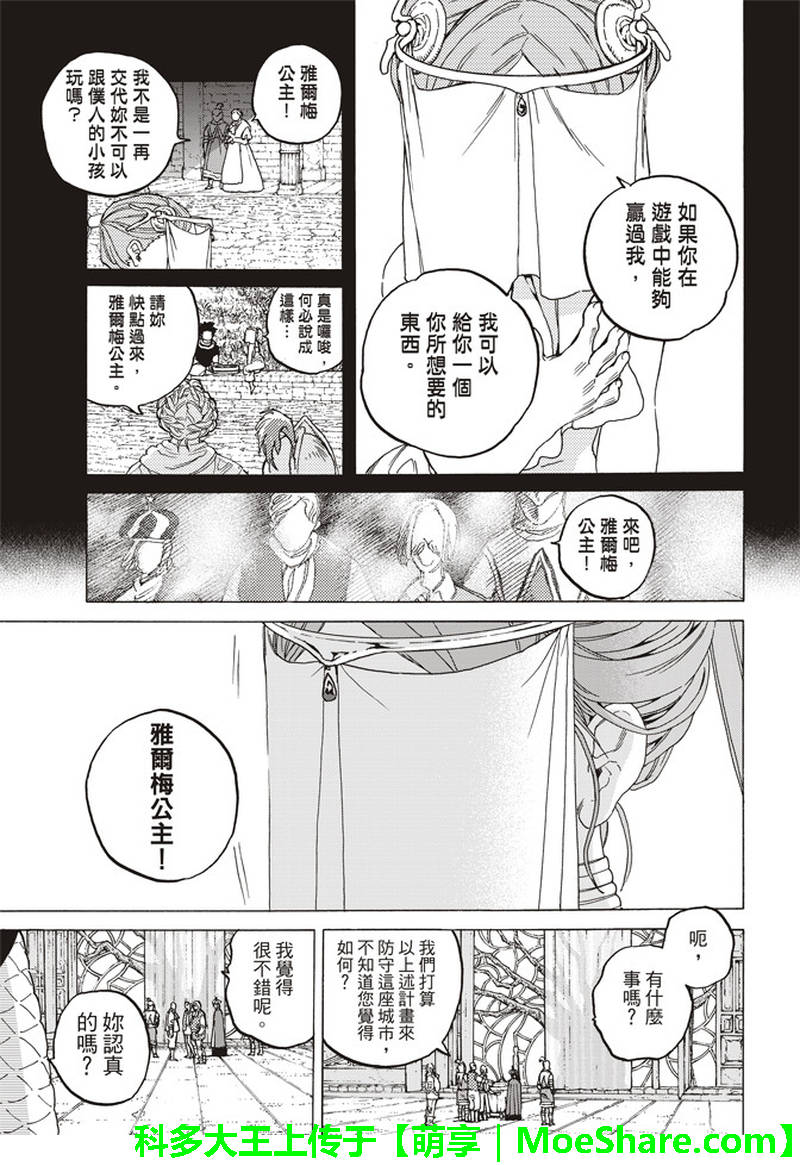 如果你在
遊戲中能夠
贏過我，
我可以
給你一個
你所想要的
東西。
雅爾梅
公主！
我不是一再
交代妳不可以
跟僕人的小孩
玩嗎？
真是囉唆，
何必說成
這樣…
請妳
快點過來，
雅爾梅公主。
來吧，
雅爾梅
公主！
雅爾梅公主！
呃，
有什麼
事嗎？
我們打算
以上述計畫來
防守這座城市，
不知道您覺得
如何？
我覺得
很不錯呢。
妳認真
的嗎？
科多大王上传于【萌享】MoeShare.com】